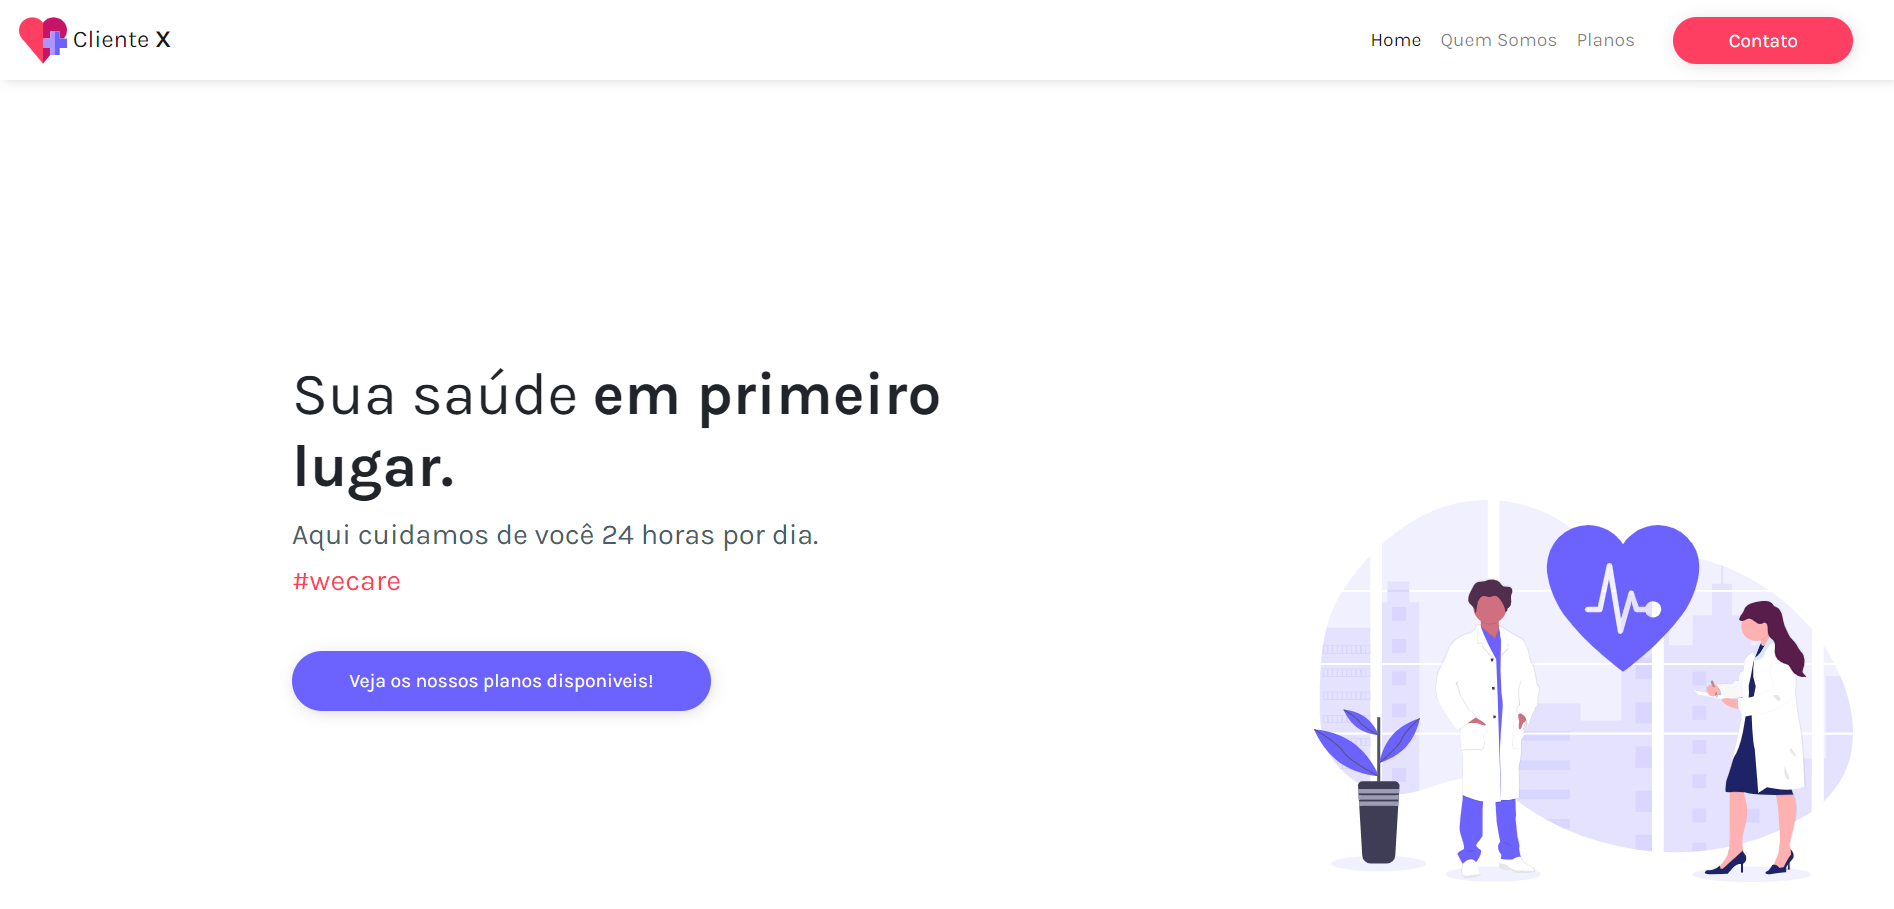 Cliente X
Home
Quem Somos
Planos
Contato
Sua saúde em primeiro
lugar.
Aqui cuidamos de você 24 horas por dia.
#wecare
Veja os nossos planos disponiveis!